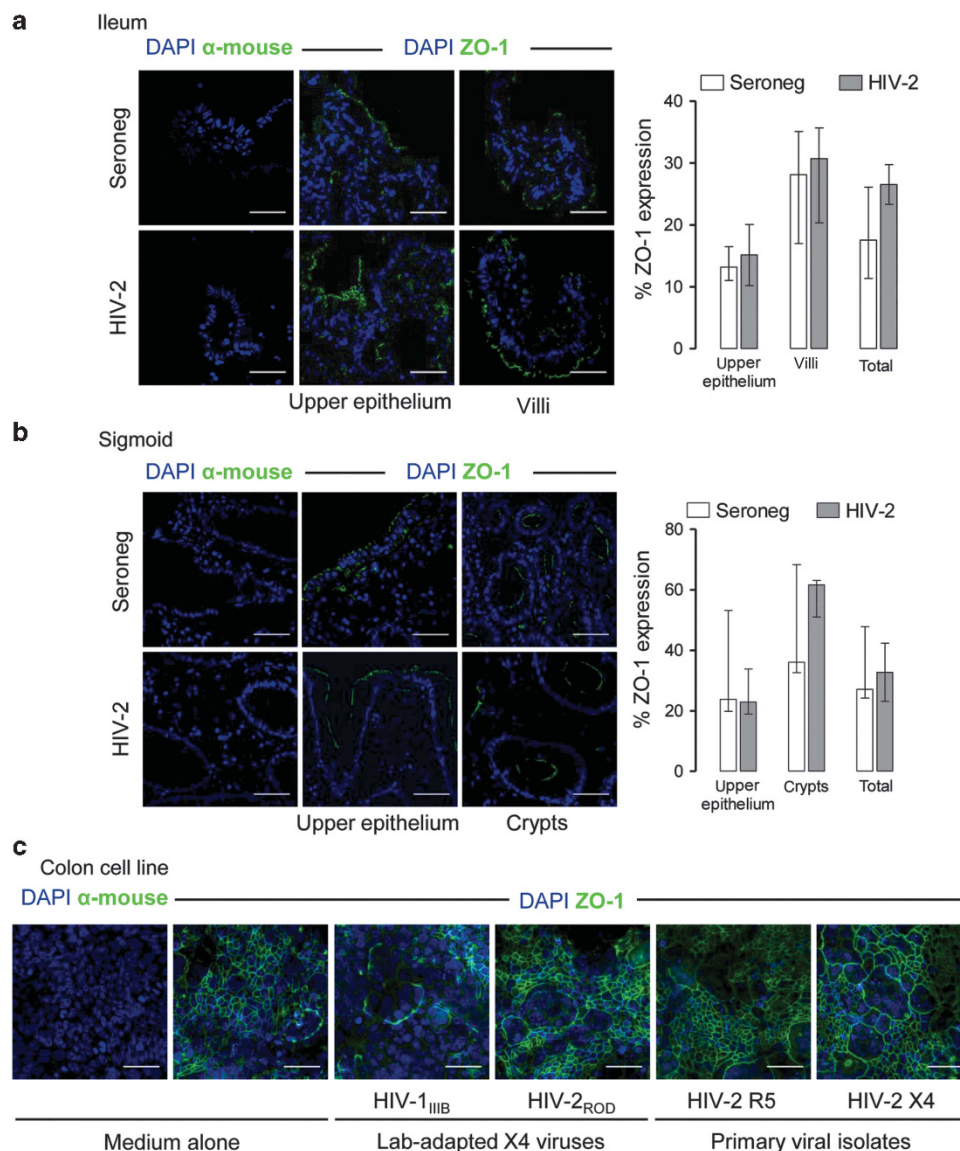 a
Ileum
DAPI α-mouse
DAPI ZO-1
Seroneg
HIV-2
Upper epithelium
Villi
Seroneg
HIV-2
% ZO-1 expression
40
30
20
10
0
Upper
epithelium
Villi
Total
b
Sigmoid
DAPI α-mouse
DAPI ZO-1
Seroneg
HIV-2
Upper epithelium
Crypts
Seroneg
HIV-2
% ZO-1 expression
80
60
40
20
0
Upper
epithelium
Crypts
Total
c
Colon cell line
DAPI α-mouse
DAPI ZO-1
HIV-1IIIB
HIV-2ROD
HIV-2 R5
HIV-2 X4
Medium alone
Lab-adapted X4 viruses
Primary viral isolates